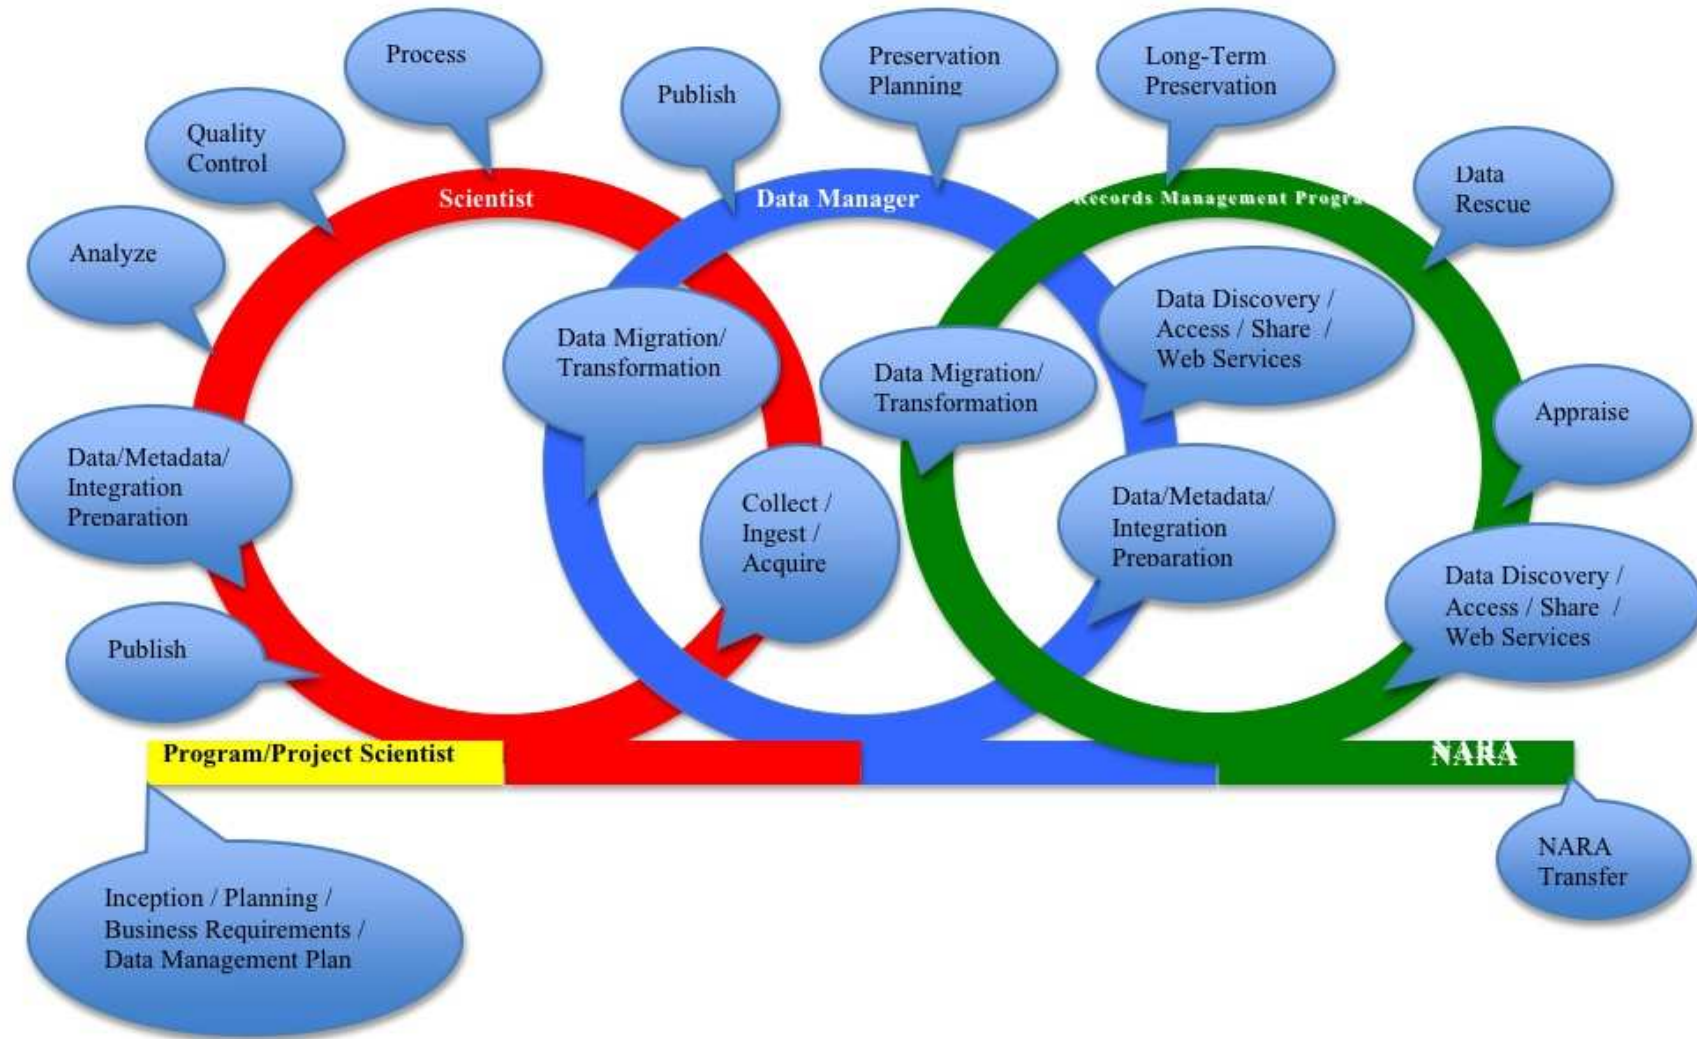 Process
Publish
Preservation
Planning
Long-Term
Preservation
Quality
Control
Data
Rescue
Scientist
Data Manager
Records Management Progra
Analyze
Data Migration/
Transformation
Data Discovery /
Access / Share /
Web Services
Data Migration/
Transformation
Appraise
Data/Metadata/
Integration
Preparation
Collect /
Ingest /
Acquire
Data/Metadata/
Integration
Preparation
Data Discovery /
Access / Share /
Web Services
Publish
Program/Project Scientist
NARA
NARA
Transfer
Inception / Planning /
Business Requirements /
Data Management Plan